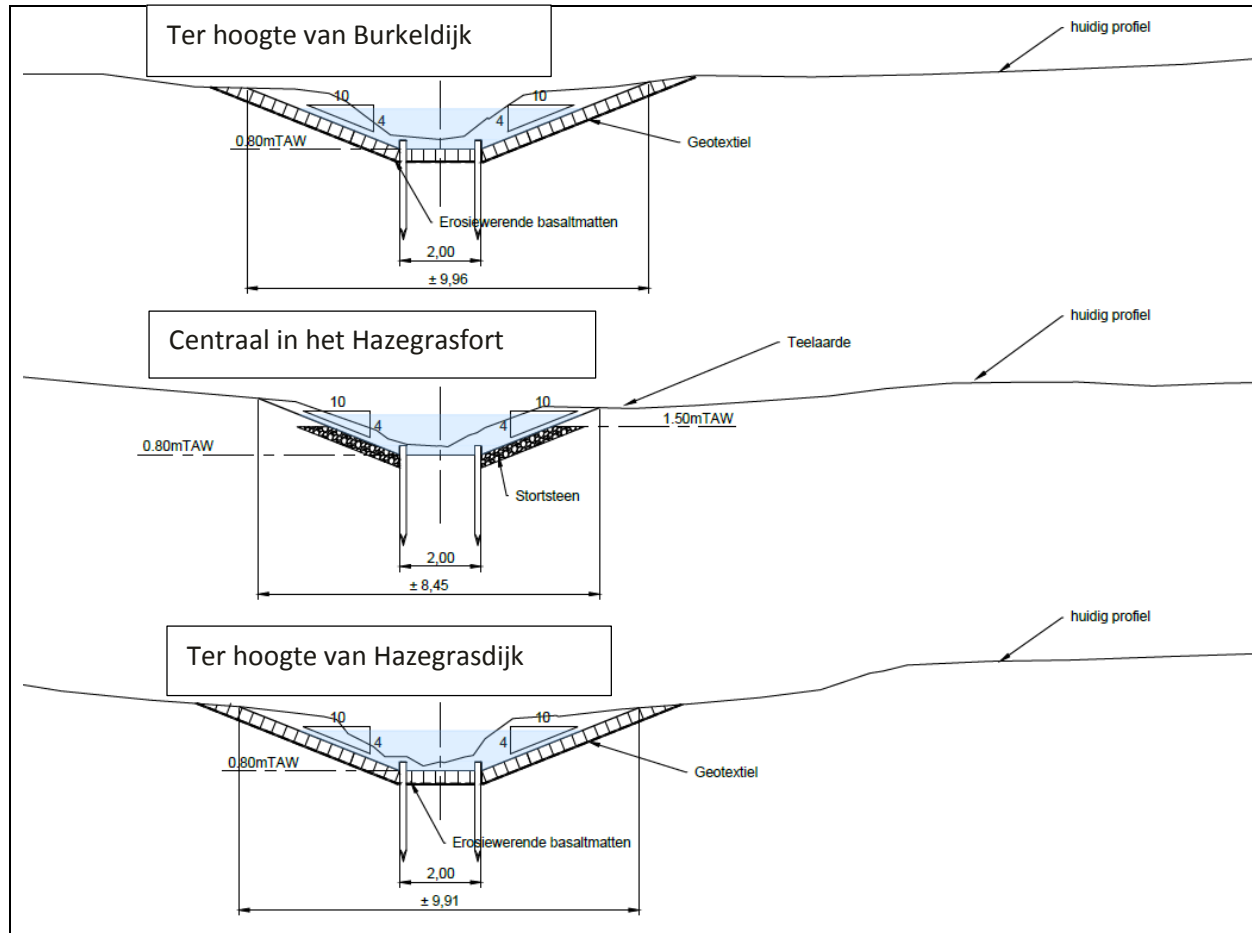 Ter hoogte van Burkeldijk
huidig profiel
10
10
4
4
0.80mTAW
Geotextiel
Erosiewerende basaltmatten
2,00
± 9,96
Centraal in het Hazegrasfort
huidig profiel
Teelaarde
10
10
4
4
1.50mTAW
0.80mTAW
Stortsteen
2,00
± 8,45
Ter hoogte van Hazegrasdijk
huidig profiel
10
10
4
4
0.80mTAW
Geotextiel
Erosiewerende basaltmatten
2,00
± 9,91